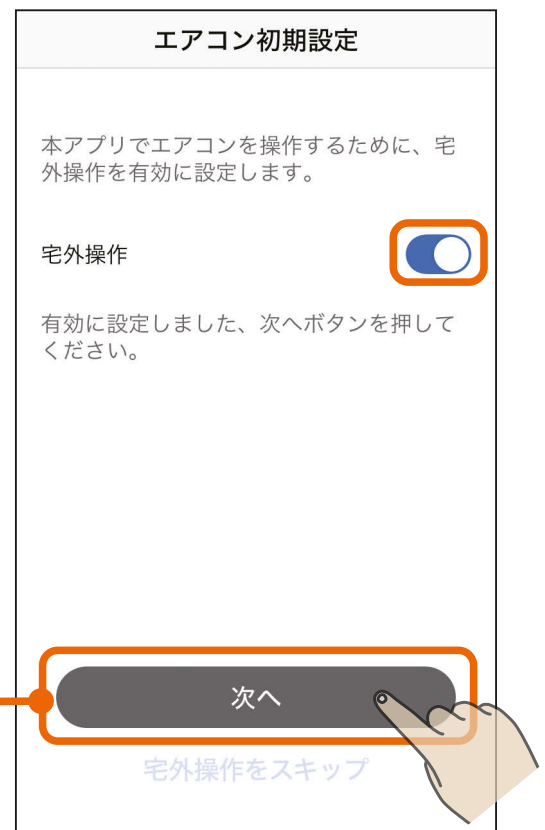 エアコン初期設定
本アプリでエアコンを操作するために、宅
外操作を有効に設定します。
宅外操作
有効に設定しました、次へボタンを押して
ください。
次へ
宅外操作をスキップ